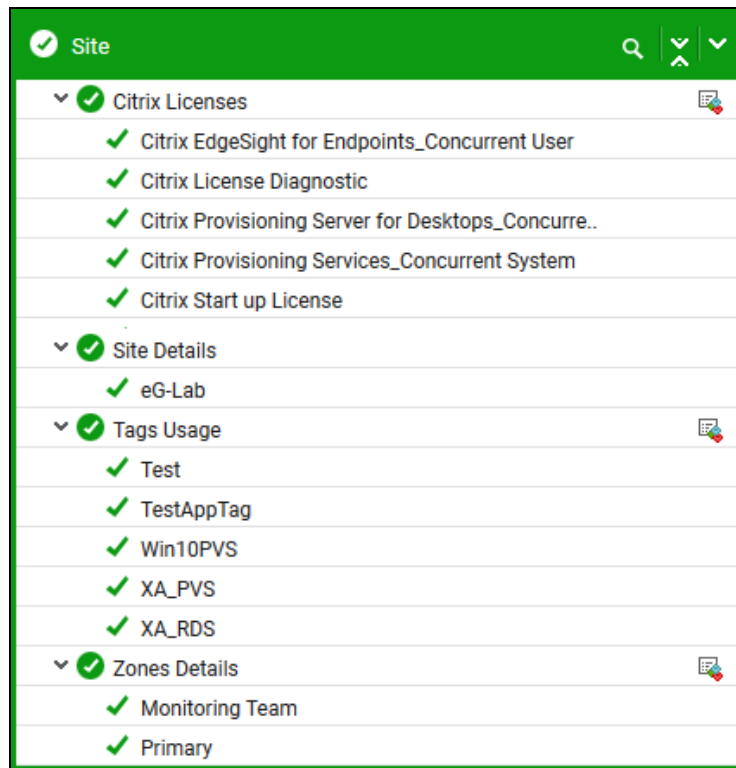 Site
Citrix Licenses
Citrix EdgeSight for Endpoints_Concurrent User
Citrix License Diagnostic
Citrix Provisioning Server for Desktops_Concurre..
Citrix Provisioning Services_Concurrent System
Citrix Start up License
Site Details
eG-Lab
Tags Usage
Test
TestAppTag
Win10PVS
XA_PVS
XA_RDS
Zones Details
Monitoring Team
Primary